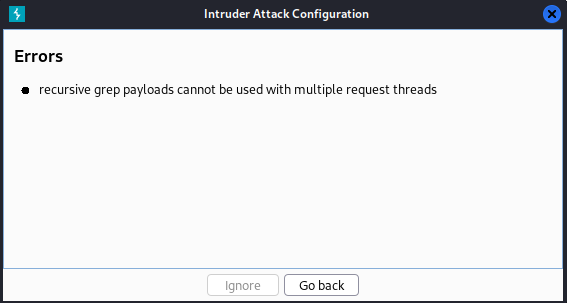 Intruder Attack Configuration
Errors
recursive grep payloads cannot be used with multiple request threads
Ignore
Go back